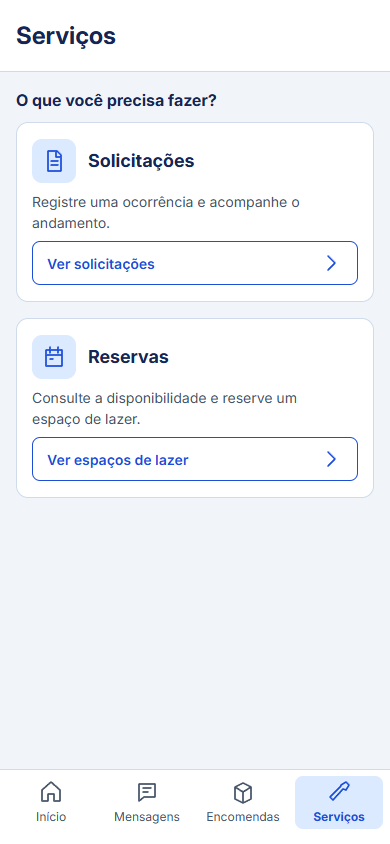 Serviços
O que você precisa fazer?
Solicitações
Registre uma ocorrência e acompanhe o
andamento.
Ver solicitações
Reservas
Consulte a disponibilidade e reserve um
espaço de lazer.
Ver espaços de lazer
Início
Mensagens
Encomendas
Serviços